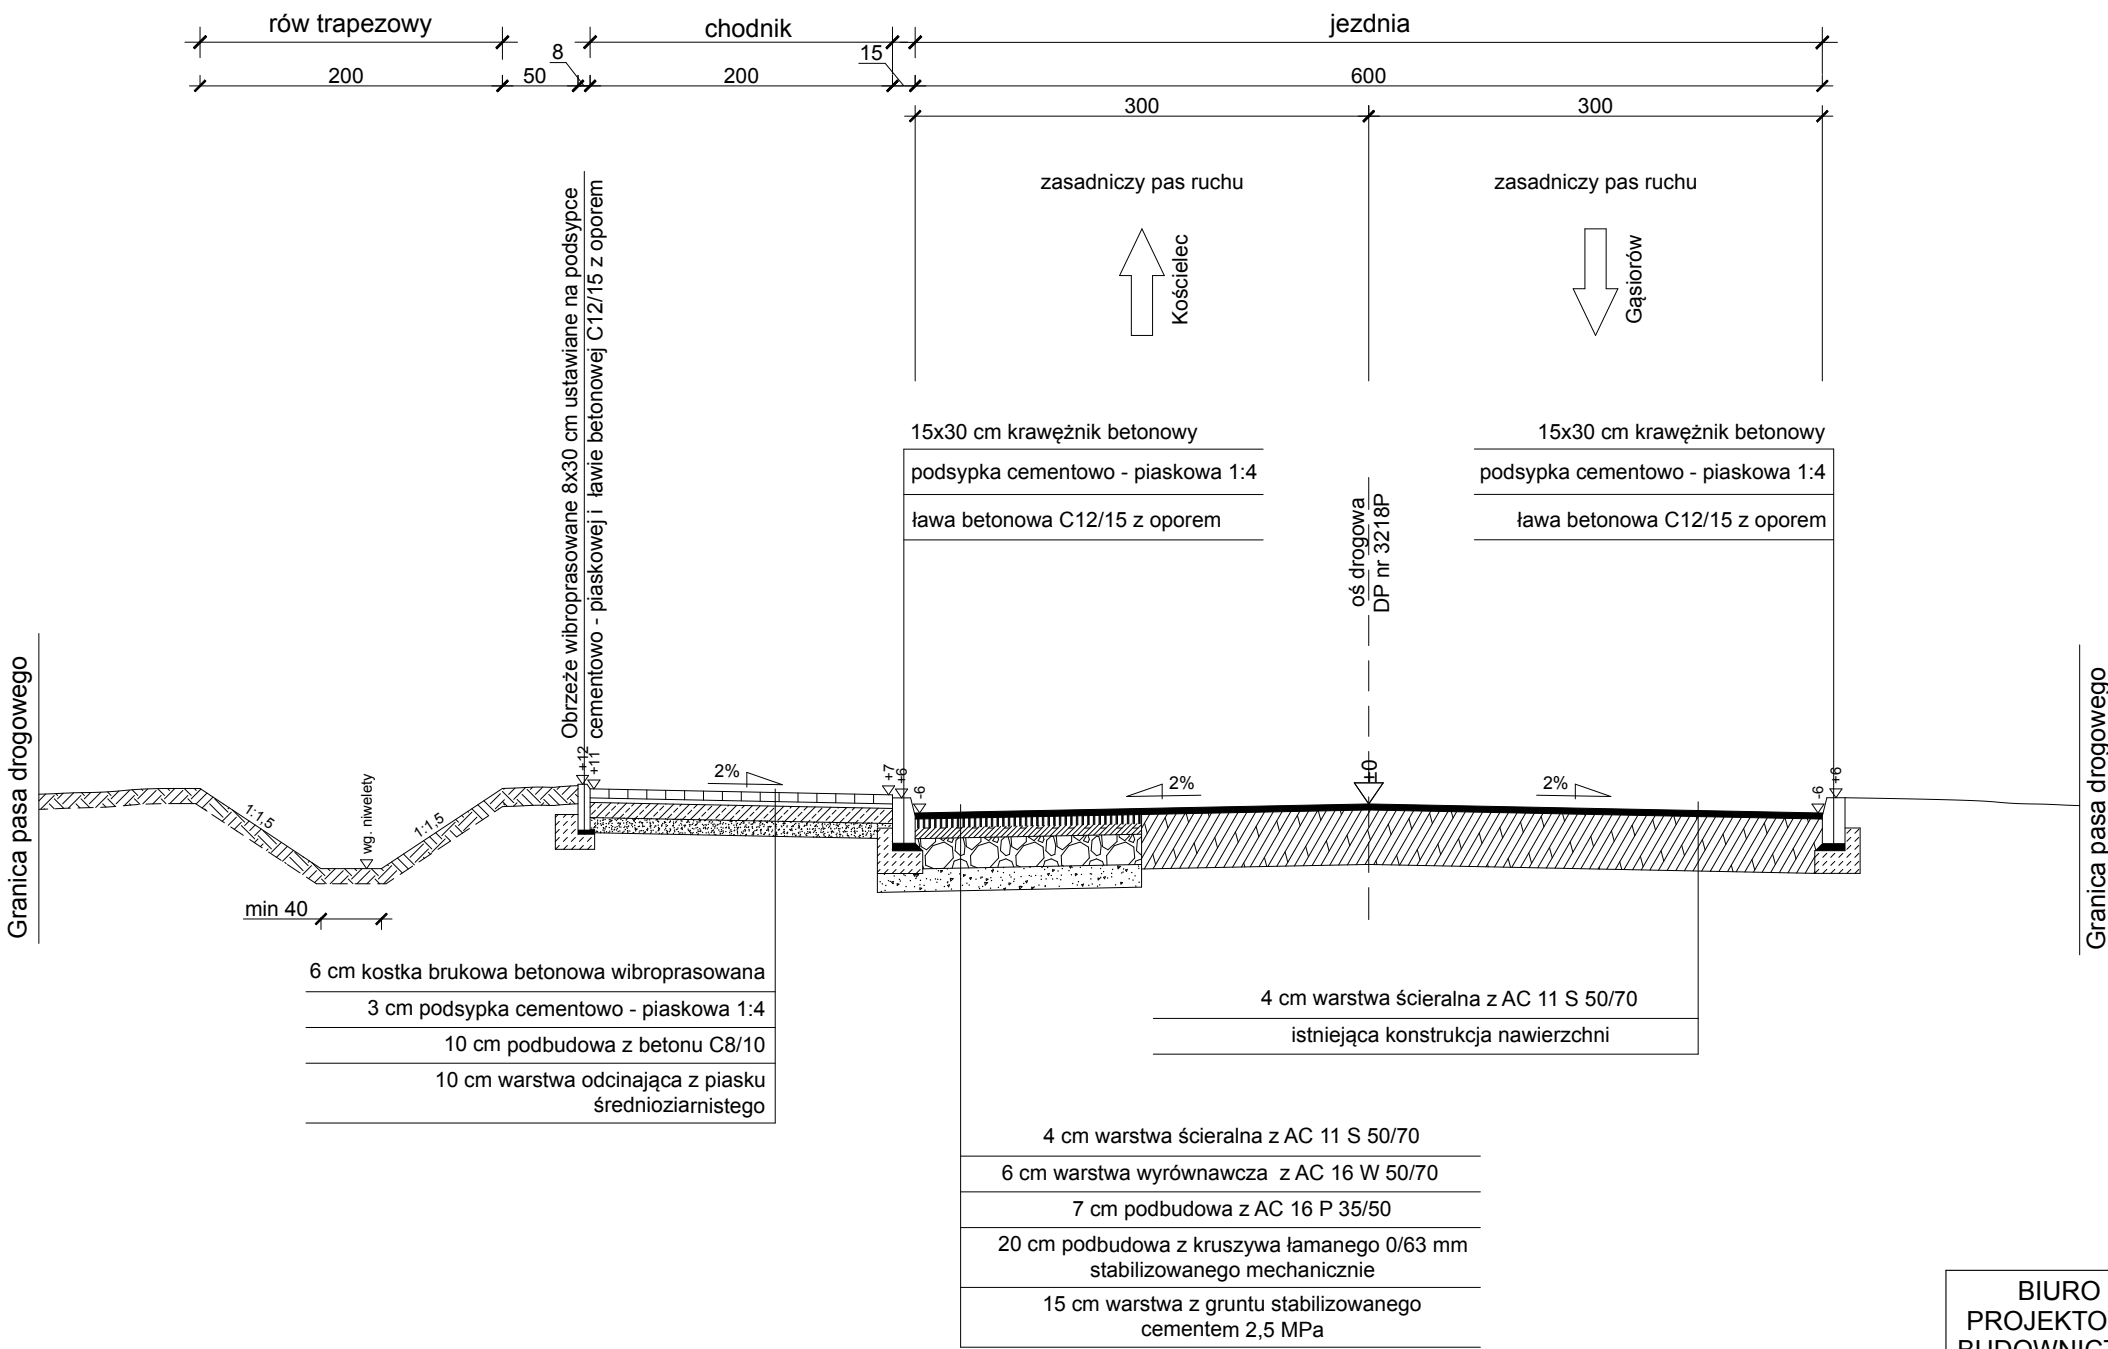 rów trapezowy
chodnik
jezdnia
8
15
200
50
200
600
300
300
zasadniczy pas ruchu
zasadniczy pas ruchu
Kościelec
Gąsiorów
Obrzeże wibroprasowane 8x30 cm ustawiane na podsypce
cementowo - piaskowej i ławie betonowej C12/15 z oporem
15x30 cm krawężnik betonowy
podsypka cementowo - piaskowa 1:4
ława betonowa C12/15 z oporem
15x30 cm krawężnik betonowy
podsypka cementowo - piaskowa 1:4
ława betonowa C12/15 z oporem
oś drogowa
DP nr 3218P
Granica pasa drogowego
Granica pasa drogowego
1:1,5
wg. niwelety
1:1,5
+12
+11
2%
+7
+6
-6
2%
±0
2%
-6
+6
min 40
6 cm kostka brukowa betonowa wibroprasowana
3 cm podsypka cementowo - piaskowa 1:4
10 cm podbudowa z betonu C8/10
10 cm warstwa odcinająca z piasku
średnioziarnistego
4 cm warstwa ścieralna z AC 11 S 50/70
istniejąca konstrukcja nawierzchni
4 cm warstwa ścieralna z AC 11 S 50/70
6 cm warstwa wyrównawcza z AC 16 W 50/70
7 cm podbudowa z AC 16 P 35/50
20 cm podbudowa z kruszywa łamanego 0/63 mm
stabilizowanego mechanicznie
15 cm warstwa z gruntu stabilizowanego
cementem 2,5 MPa
BIURO
PROJEKTO